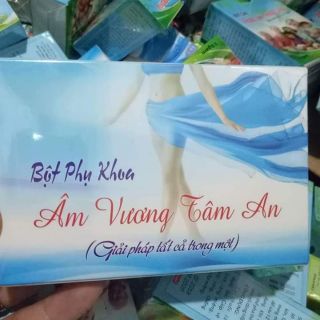 Bột Phụ Khoa
Âm Vương Tâm An
(Giải pháp tất cả trong một)